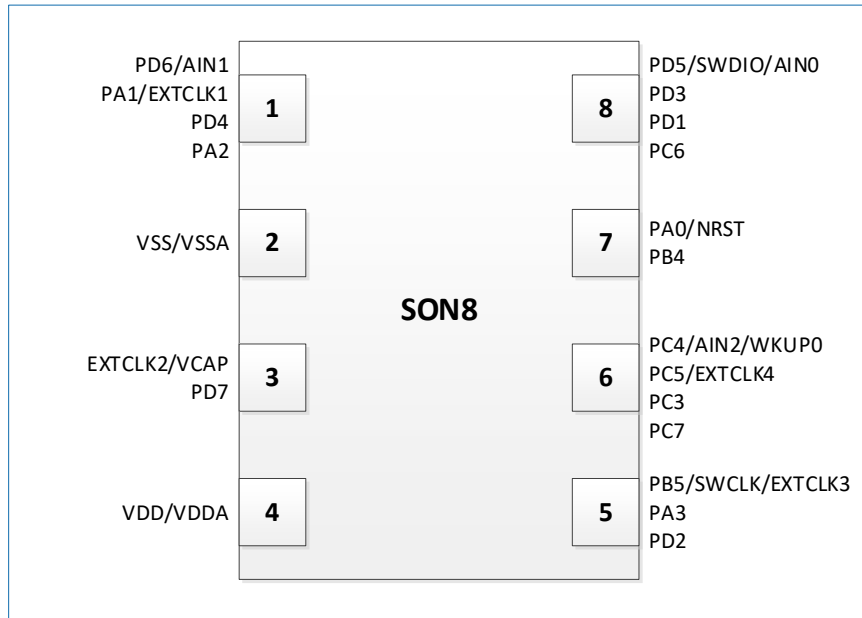 PD6/AIN1
PA1/EXTCLK1
PD4
PA2
1
VSS/VSSA
2
EXTCLK2/VCAP
PD7
3
VDD/VDDA
4
SON8
8
PD5/SWDIO/AIN0
PD3
PD1
PC6
7
PA0/NRST
PB4
6
PC4/AIN2/WKUP0
PC5/EXTCLK4
PC3
PC7
5
PB5/SWCLK/EXTCLK3
PA3
PD2